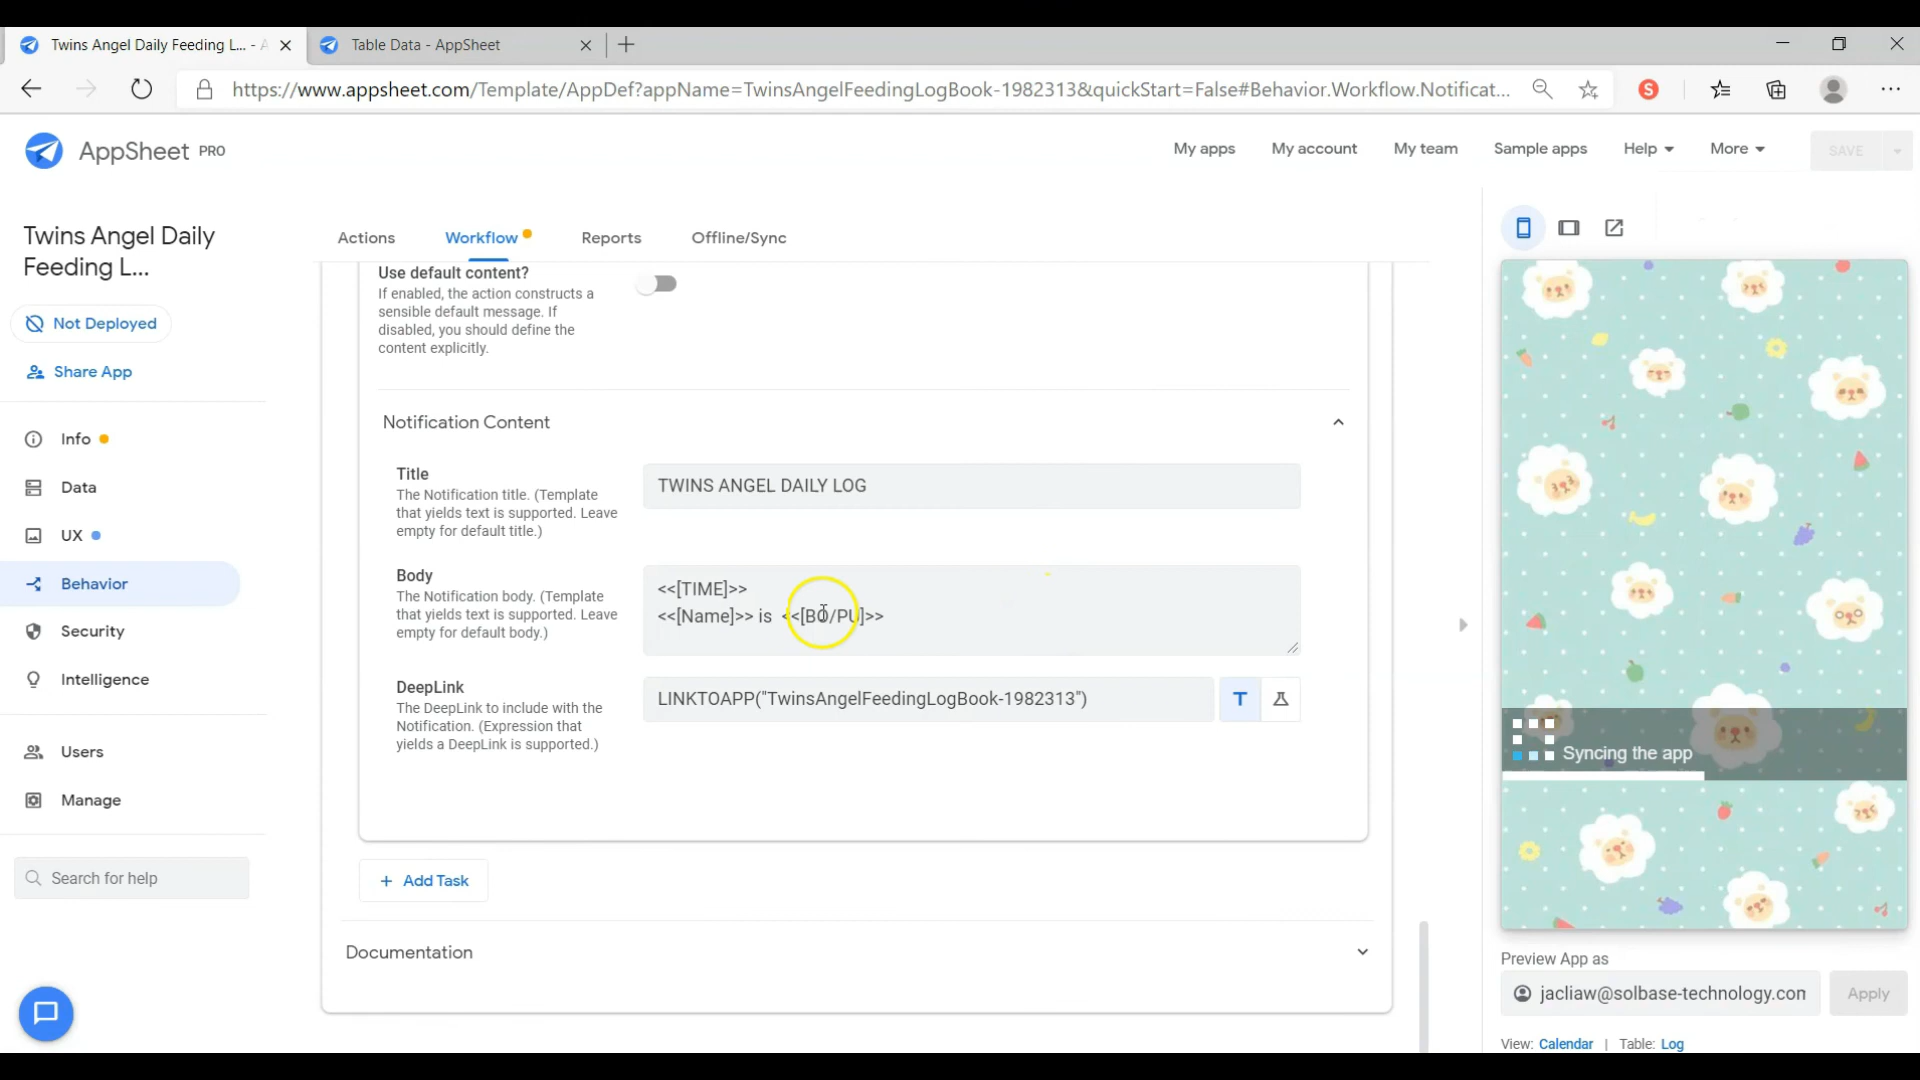 Twins Angel Daily Feeding L... - A
Table Data - AppSheet
https://www.appsheet.com/Template/AppDef?appName=TwinsAngelFeedingLogBook-1982313&quickStart=False#Behavior.Workflow.Notificat...
S
AppSheet PRO
My apps
My account
My team
Sample apps
Help
More
SAVE
Twins Angel Daily
Feeding L...
Not Deployed
Share App
Info
Data
UX
Behavior
Security
Intelligence
Users
Manage
Search for help
Actions
Workflow
Reports
Offline/Sync
Use default content?
If enabled, the action constructs a
sensible default message. If
disabled, you should define the
content explicitly.
Notification Content
Title
The Notification title. (Template
that yields text is supported. Leave
empty for default title.)
TWINS ANGEL DAILY LOG
Body
The Notification body. (Template
that yields text is supported. Leave
empty for default body.)
<<[TIME]>>
<<[Name]>> is  <<[BO/PU]>>
DeepLink
The DeepLink to include with the
Notification. (Expression that
yields a DeepLink is supported.)
LINKTOAPP("TwinsAngelFeedingLogBook-1982313")
T
+ Add Task
Documentation
Syncing the app
Preview App as
jacliaw@solbase-technology.con
Apply
View: Calendar | Table: Log